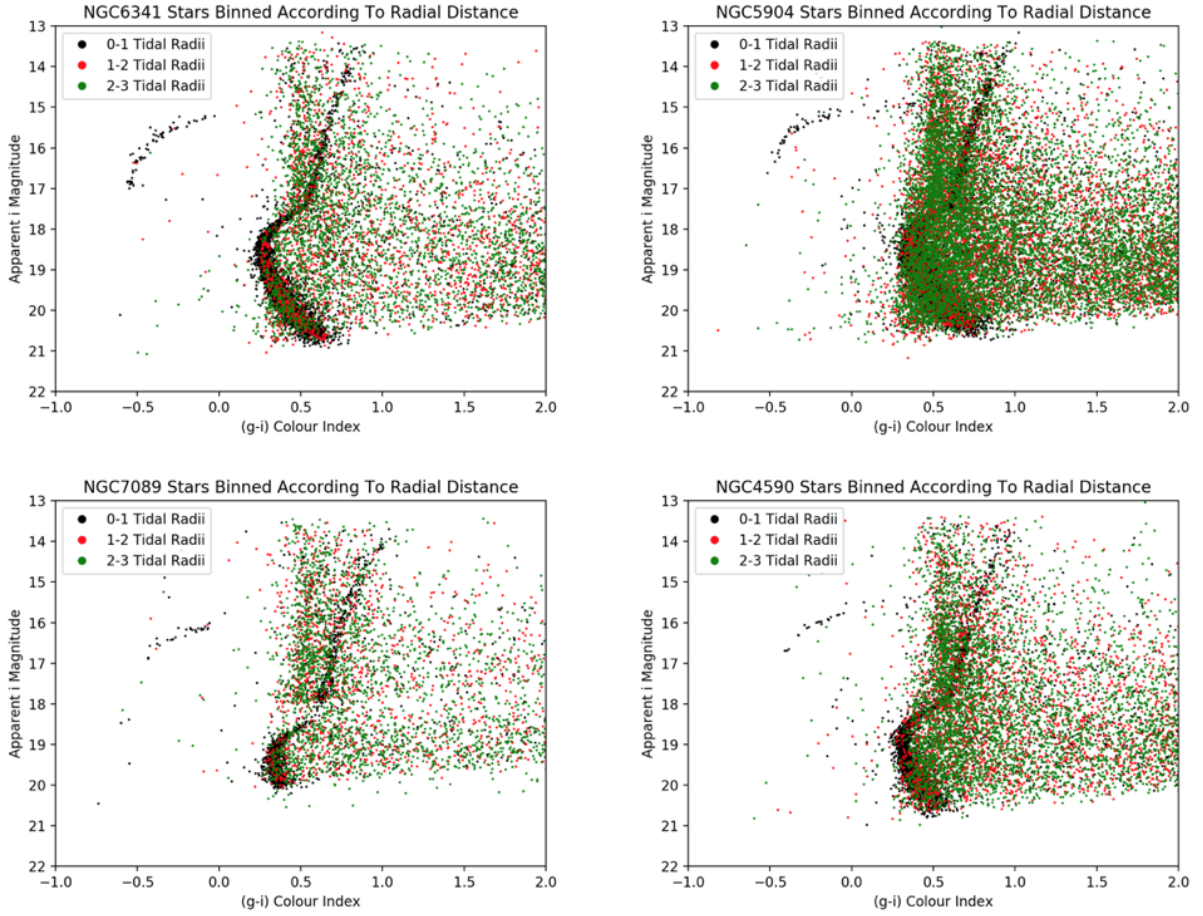 NGC6341 Stars Binned According To Radial Distance
0-1 Tidal Radii
1-2 Tidal Radii
2-3 Tidal Radii
Apparent i Magnitude
13
14
15
16
17
18
19
20
21
22
−1.0 −0.5 0.0 0.5 1.0 1.5 2.0
(g-i) Colour Index
NGC5904 Stars Binned According To Radial Distance
0-1 Tidal Radii
1-2 Tidal Radii
2-3 Tidal Radii
Apparent i Magnitude
13
14
15
16
17
18
19
20
21
22
−1.0 −0.5 0.0 0.5 1.0 1.5 2.0
(g-i) Colour Index
NGC7089 Stars Binned According To Radial Distance
0-1 Tidal Radii
1-2 Tidal Radii
2-3 Tidal Radii
Apparent i Magnitude
13
14
15
16
17
18
19
20
21
22
−1.0 −0.5 0.0 0.5 1.0 1.5 2.0
(g-i) Colour Index
NGC4590 Stars Binned According To Radial Distance
0-1 Tidal Radii
1-2 Tidal Radii
2-3 Tidal Radii
Apparent i Magnitude
13
14
15
16
17
18
19
20
21
22
−1.0 −0.5 0.0 0.5 1.0 1.5 2.0
(g-i) Colour Index